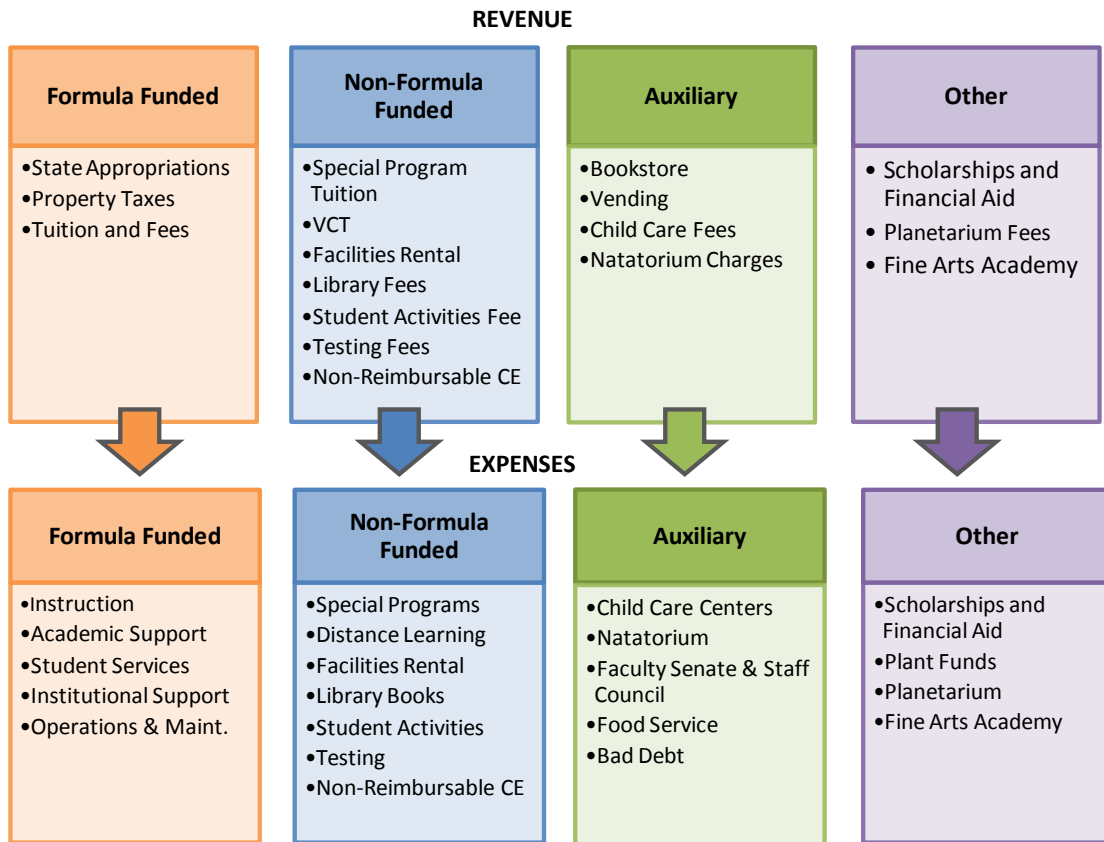 REVENUE
Formula Funded
•State Appropriations
•Property Taxes
•Tuition and Fees
Non-Formula
Funded
•Special Program
Tuition
•VCT
•Facilities Rental
•Library Fees
•Student Activities Fee
•Testing Fees
•Non-Reimbursable CE
Auxiliary
•Bookstore
•Vending
•Child Care Fees
•Natatorium Charges
Other
• Scholarships and
Financial Aid
• Planetarium Fees
• Fine Arts Academy
EXPENSES
Formula Funded
•Instruction
•Academic Support
•Student Services
•Institutional Support
•Operations & Maint.
Non-Formula
Funded
•Special Programs
•Distance Learning
•Facilities Rental
•Library Books
•Student Activities
•Testing
•Non-Reimbursable CE
Auxiliary
•Child Care Centers
•Natatorium
•Faculty Senate & Staff
Council
•Food Service
•Bad Debt
Other
•Scholarships and
Financial Aid
•Plant Funds
•Planetarium
•Fine Arts Academy